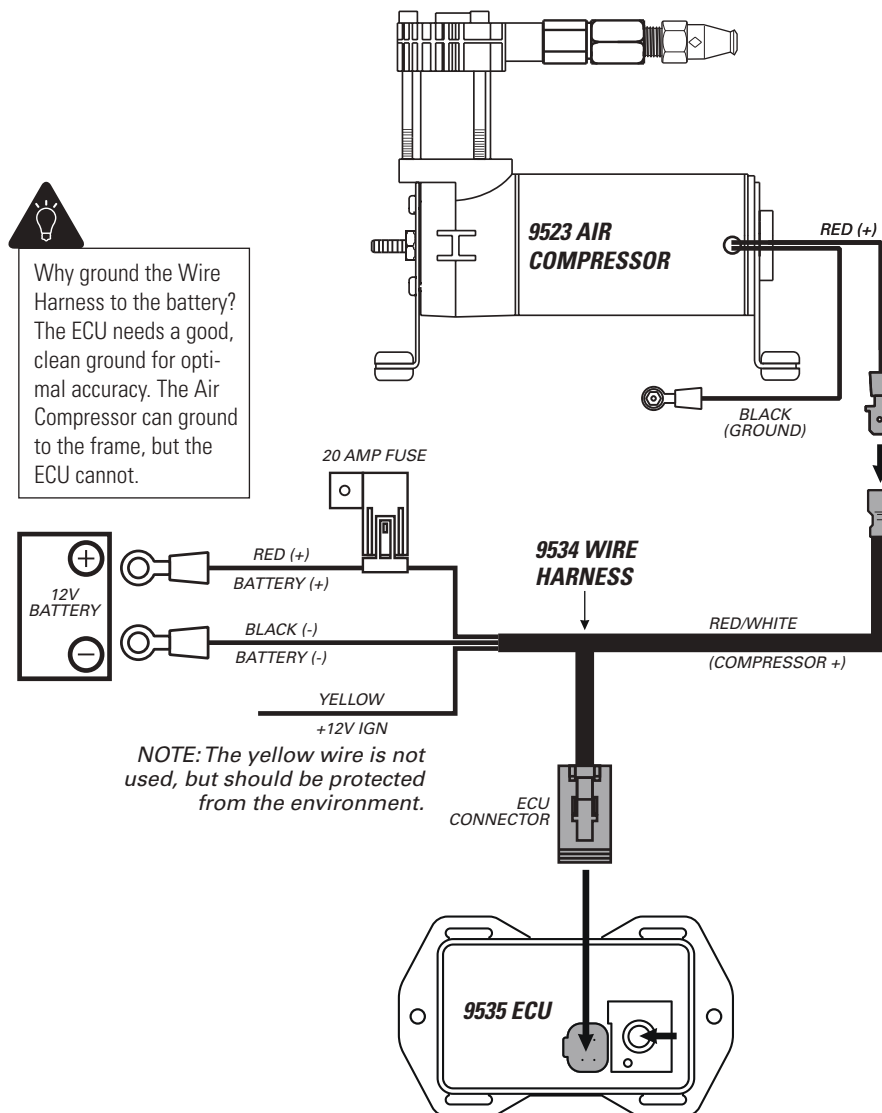 9523 AIR
COMPRESSOR
RED (+)
Why ground the Wire
Harness to the battery?
The ECU needs a good,
clean ground for opti-
mal accuracy. The Air
Compressor can ground
to the frame, but the
ECU cannot.
BLACK
(GROUND)
20 AMP FUSE
12V
BATTERY
+
−
RED (+)
BATTERY (+)
BLACK (-)
BATTERY (-)
YELLOW
+12V IGN
9534 WIRE
HARNESS
RED/WHITE
(COMPRESSOR +)
NOTE: The yellow wire is not
used, but should be protected
from the environment.
ECU
CONNECTOR
9535 ECU